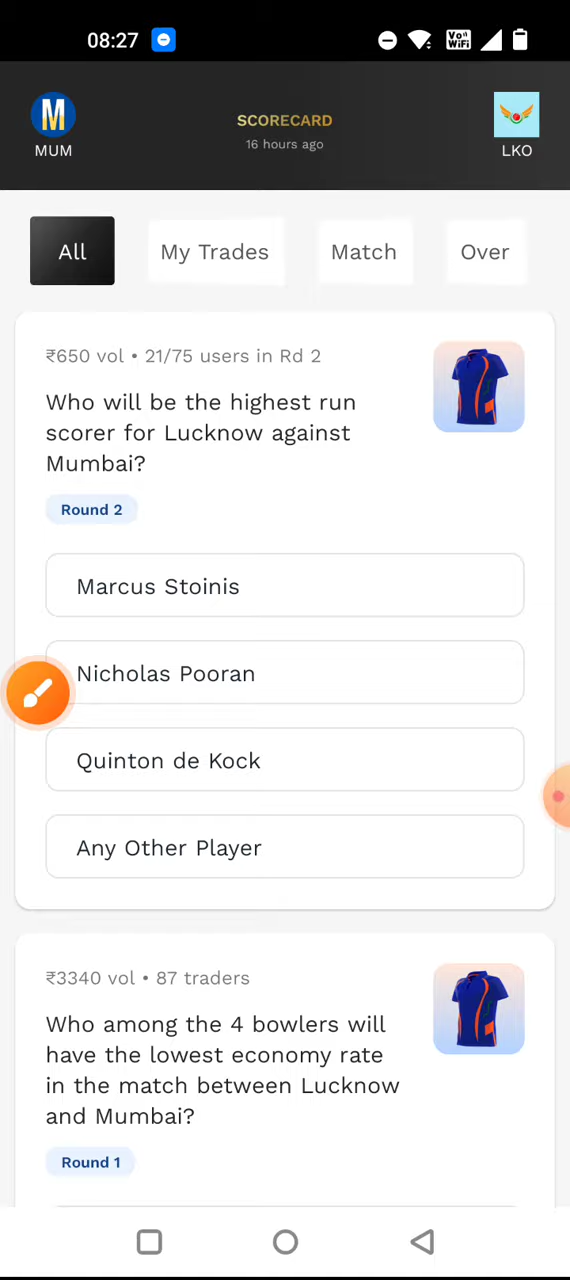 08:27
Vo))
WiFi
M
MUM
SCORECARD
16 hours ago
LKO
All
My Trades
Match
Over
₹650 vol • 21/75 users in Rd 2
Who will be the highest run
scorer for Lucknow against
Mumbai?
Round 2
Marcus Stoinis
Nicholas Pooran
Quinton de Kock
Any Other Player
₹3340 vol • 87 traders
Who among the 4 bowlers will
have the lowest economy rate
in the match between Lucknow
and Mumbai?
Round 1